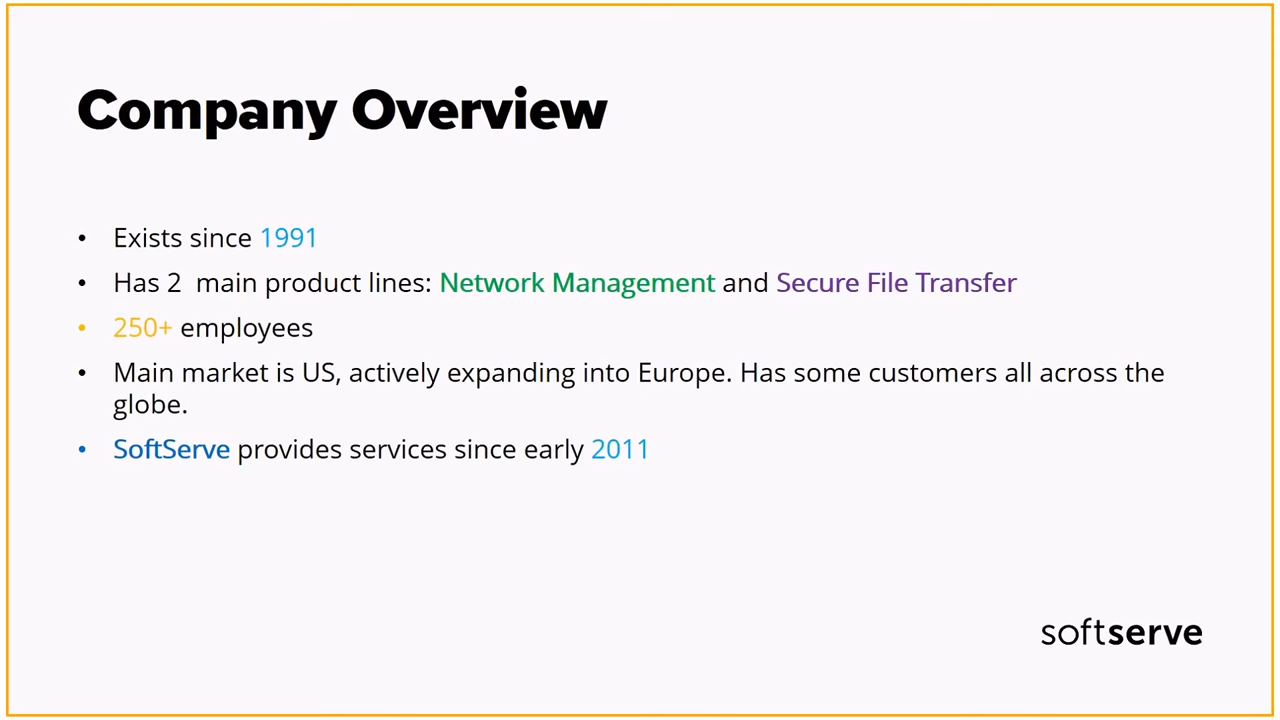 Company Overview
• Exists since 1991
• Has 2  main product lines: Network Management and Secure File Transfer
• 250+ employees
• Main market is US, actively expanding into Europe. Has some customers all across the
globe.
• SoftServe provides services since early 2011
softserve